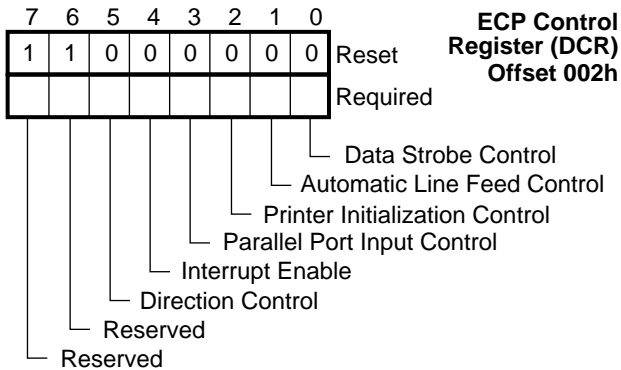 7 6 5 4 3 2 1 0
ECP Control
Register (DCR)
Offset 002h
1 1 0 0 0 0 0 0 Reset
Required
Data Strobe Control
Automatic Line Feed Control
Printer Initialization Control
Parallel Port Input Control
Interrupt Enable
Direction Control
Reserved
Reserved